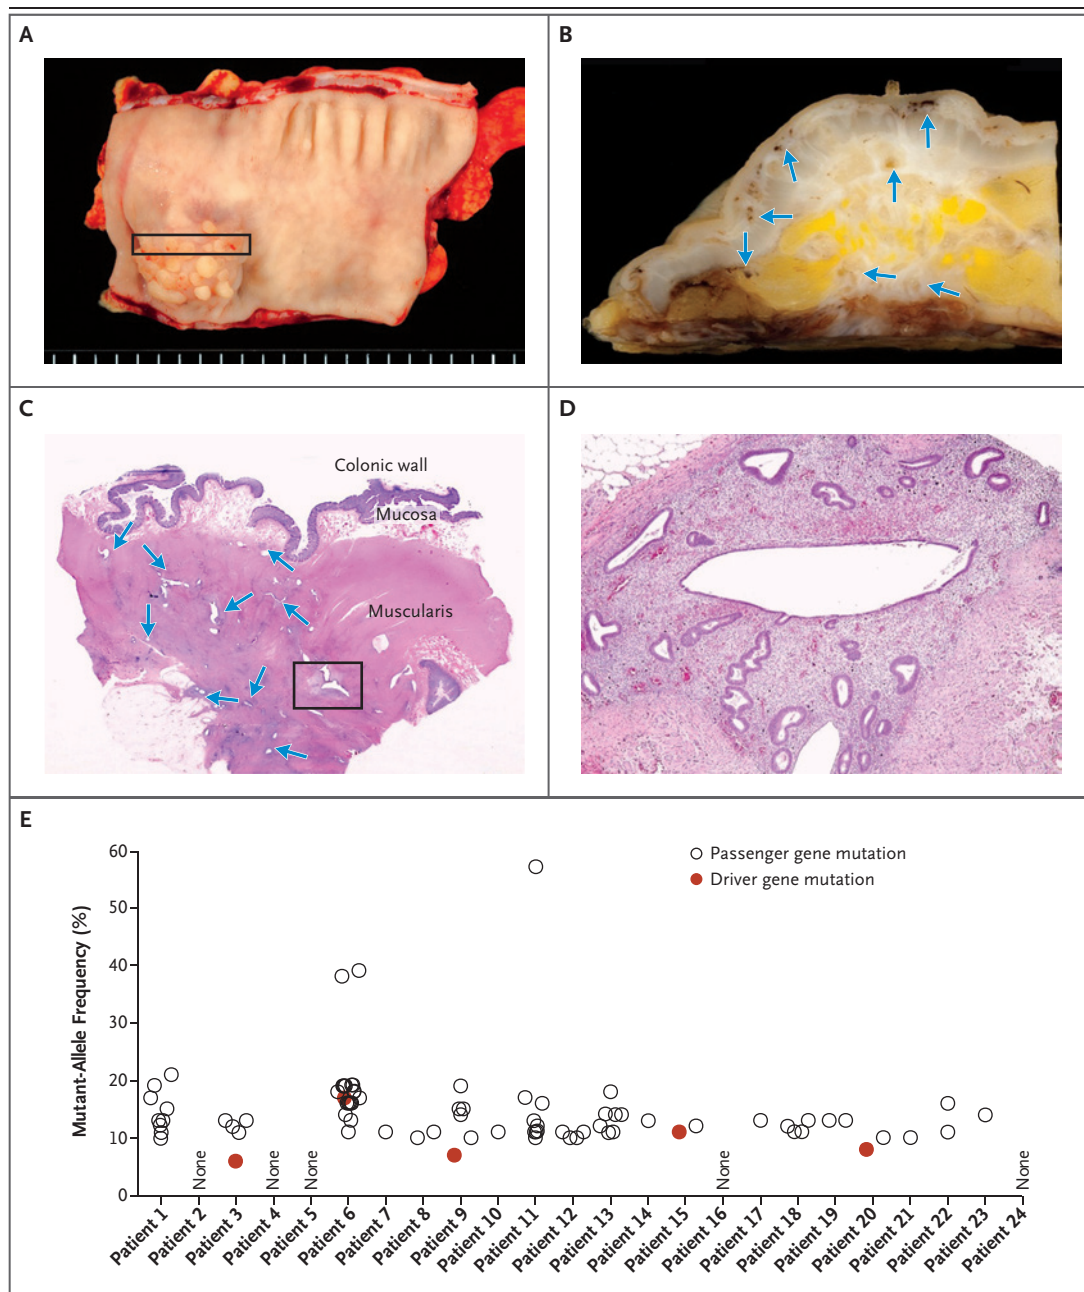 A
B
C
Colonic wall
Mucosa
Muscularis
D
E
Mutant-Allele Frequency (%)
60
50
40
30
20
10
0
Passenger gene mutation
Driver gene mutation
None
None
None
None
None
Patient 1
Patient 2
Patient 3
Patient 4
Patient 5
Patient 6
Patient 7
Patient 8
Patient 9
Patient 10
Patient 11
Patient 12
Patient 13
Patient 14
Patient 15
Patient 16
Patient 17
Patient 18
Patient 19
Patient 20
Patient 21
Patient 22
Patient 23
Patient 24